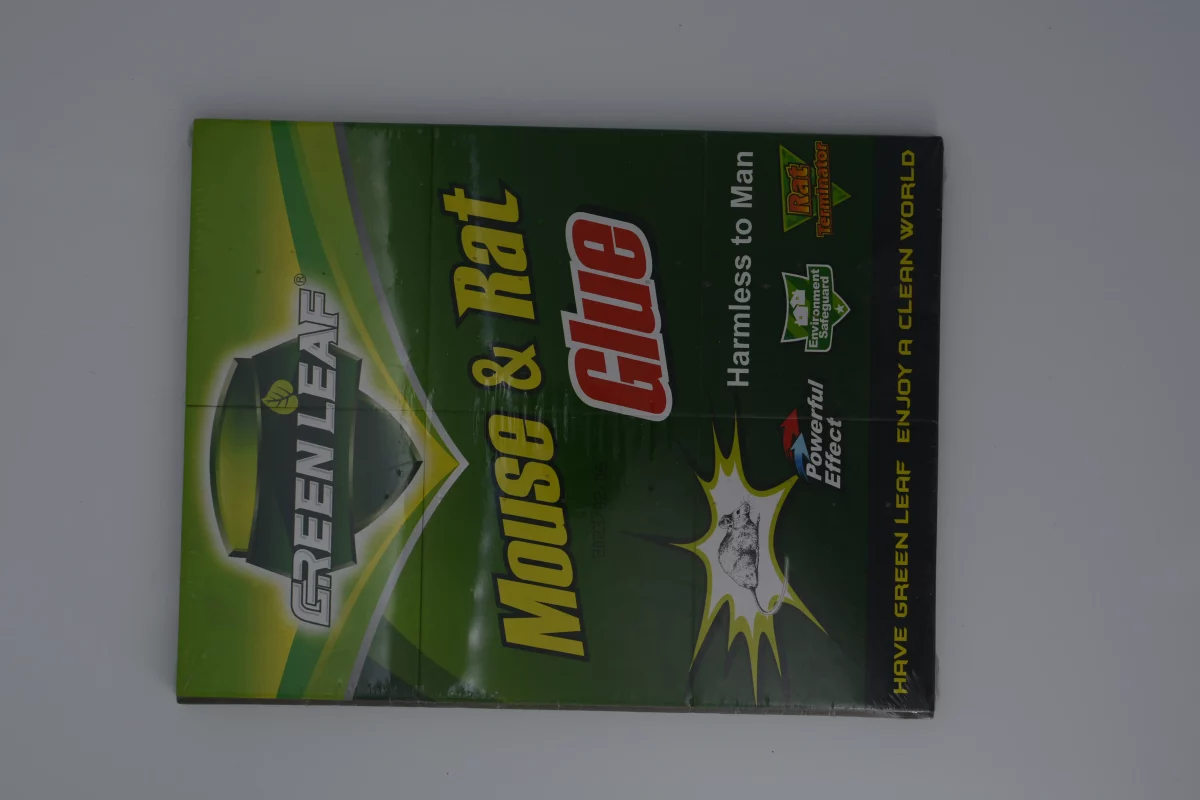 GREEN LEAF®
Mouse & Rat
Glue
Harmless to Man
Powerful
Effect
Environment
Safeguard
Rat
Terminator
HAVE GREEN LEAF ENJOY A CLEAN WORLD